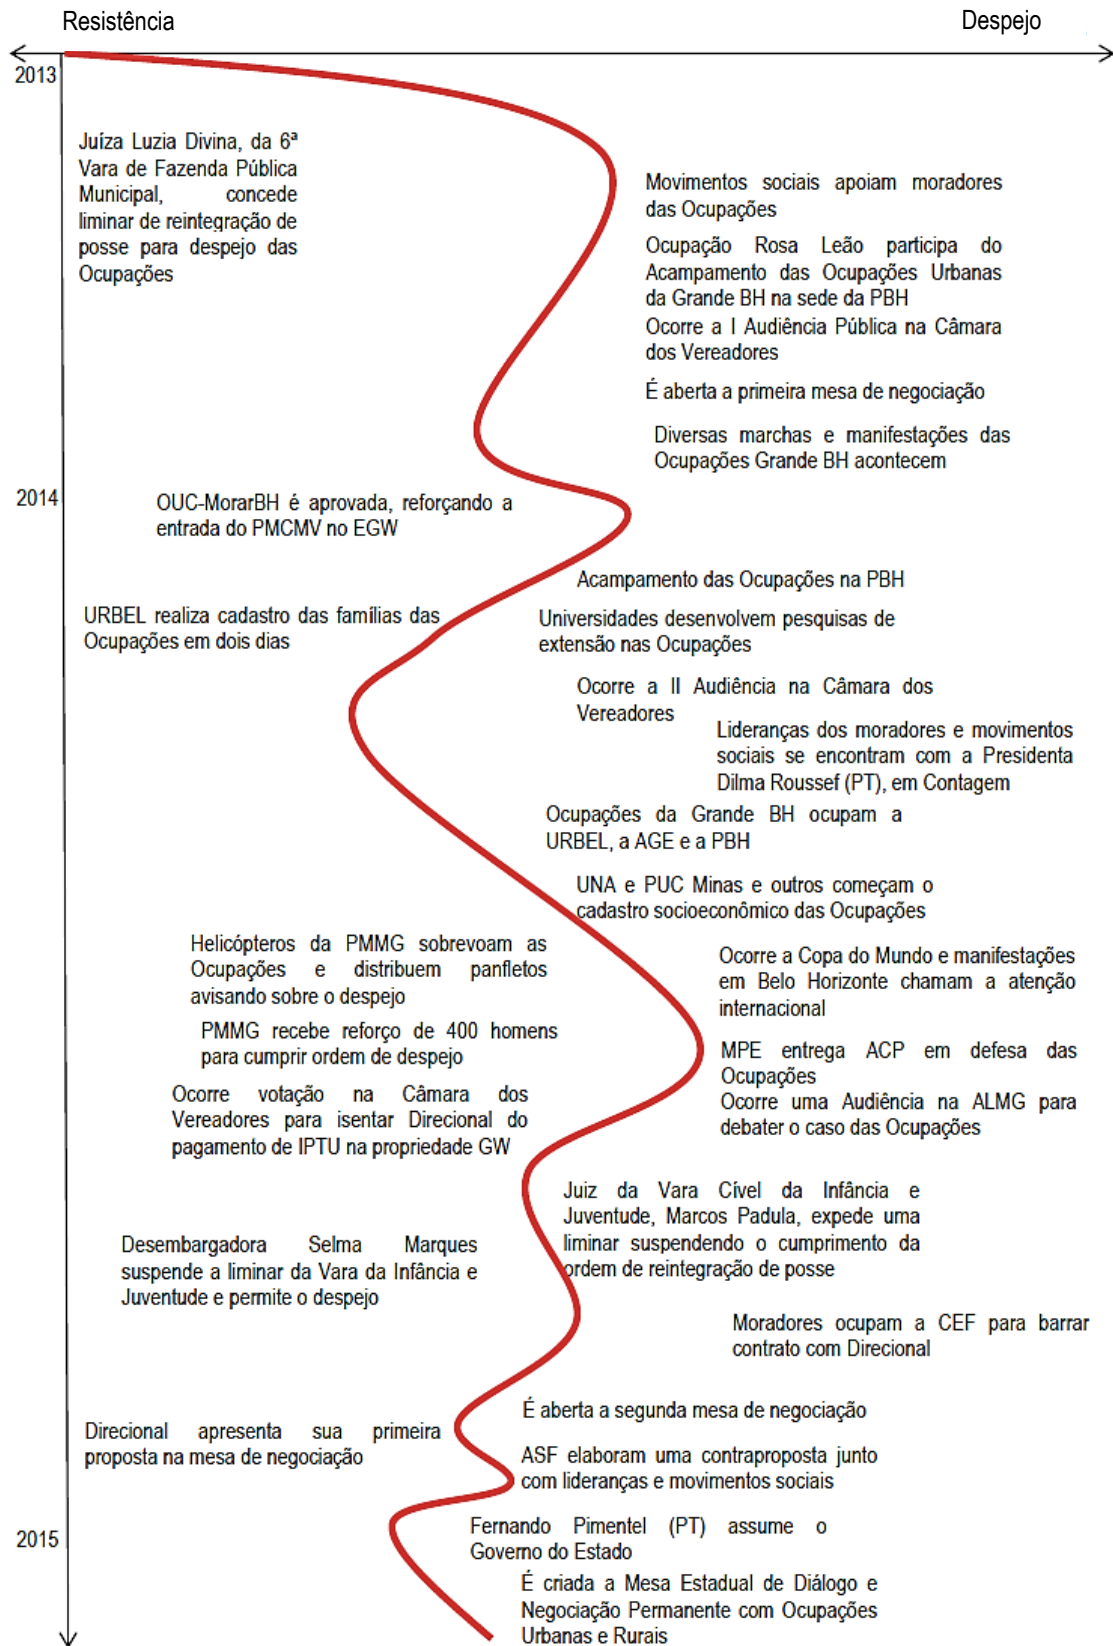 Resistência
Despejo
2013
Juíza Luzia Divina, da 6ª
Vara de Fazenda Pública
Municipal, concede
liminar de reintegração de
posse para despejo das
Ocupações
Movimentos sociais apoiam moradores
das Ocupações
Ocupação Rosa Leão participa do
Acampamento das Ocupações Urbanas
da Grande BH na sede da PBH
Ocorre a I Audiência Pública na Câmara
dos Vereadores
É aberta a primeira mesa de negociação
Diversas marchas e manifestações das
Ocupações Grande BH acontecem
2014
OUC-MorarBH é aprovada, reforçando a
entrada do PMCMV no EGW
Acampamento das Ocupações na PBH
URBEL realiza cadastro das famílias das
Ocupações em dois dias
Universidades desenvolvem pesquisas de
extensão nas Ocupações
Ocorre a II Audiência na Câmara dos
Vereadores
Lideranças dos moradores e movimentos
sociais se encontram com a Presidenta
Dilma Roussef (PT), em Contagem
Ocupações da Grande BH ocupam a
URBEL, a AGE e a PBH
UNA e PUC Minas e outros começam o
cadastro socioeconômico das Ocupações
Helicópteros da PMMG sobrevoam as
Ocupações e distribuem panfletos
avisando sobre o despejo
Ocorre a Copa do Mundo e manifestações
em Belo Horizonte chamam a atenção
internacional
PMMG recebe reforço de 400 homens
para cumprir ordem de despejo
MPE entrega ACP em defesa das
Ocupações
Ocorre uma Audiência na ALMG para
debater o caso das Ocupações
Ocorre votação na Câmara dos
Vereadores para isentar Direcional do
pagamento de IPTU na propriedade GW
Juiz da Vara Cível da Infância e
Juventude, Marcos Padula, expede uma
liminar suspendendo o cumprimento da
ordem de reintegração de posse
Desembargadora Selma Marques
suspende a liminar da Vara da Infância e
Juventude e permite o despejo
Moradores ocupam a CEF para barrar
contrato com Direcional
É aberta a segunda mesa de negociação
Direcional apresenta sua primeira
proposta na mesa de negociação
ASF elaboram uma contraproposta junto
com lideranças e movimentos sociais
2015
Fernando Pimentel (PT) assume o
Governo do Estado
É criada a Mesa Estadual de Diálogo e
Negociação Permanente com Ocupações
Urbanas e Rurais